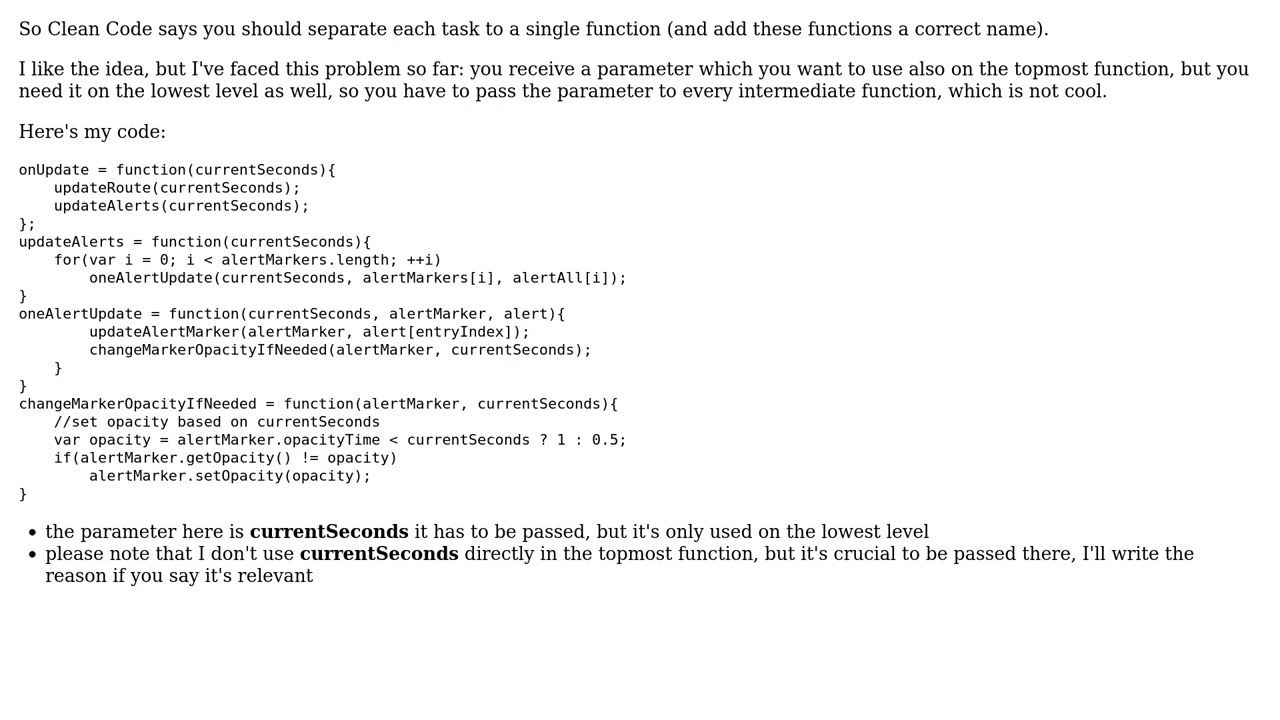 So Clean Code says you should separate each task to a single function (and add these functions a correct name).
I like the idea, but I've faced this problem so far: you receive a parameter which you want to use also on the topmost function, but you
need it on the lowest level as well, so you have to pass the parameter to every intermediate function, which is not cool.
Here's my code:
onUpdate = function(currentSeconds){
    updateRoute(currentSeconds);
    updateAlerts(currentSeconds);
};
updateAlerts = function(currentSeconds){
    for(var i = 0; i < alertMarkers.length; ++i)
        oneAlertUpdate(currentSeconds, alertMarkers[i], alertAll[i]);
}
oneAlertUpdate = function(currentSeconds, alertMarker, alert){
        updateAlertMarker(alertMarker, alert[entryIndex]);
        changeMarkerOpacityIfNeeded(alertMarker, currentSeconds);
    }
}
changeMarkerOpacityIfNeeded = function(alertMarker, currentSeconds){
    //set opacity based on currentSeconds
    var opacity = alertMarker.opacityTime < currentSeconds ? 1 : 0.5;
    if(alertMarker.getOpacity() != opacity)
        alertMarker.setOpacity(opacity);
}
• the parameter here is currentSeconds it has to be passed, but it's only used on the lowest level
• please note that I don't use currentSeconds directly in the topmost function, but it's crucial to be passed there, I'll write the
reason if you say it's relevant